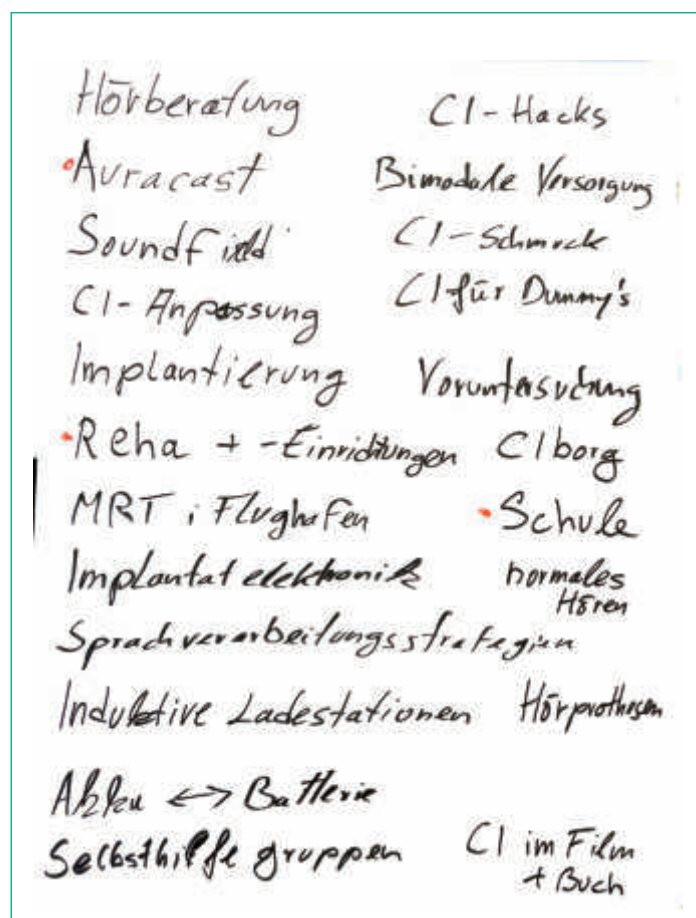 Hörberatung
CI-Hacks
Auracast
Bimodale Versorgung
Soundfield
CI-Schmuck
CI-Anpassung
CI für Dummy's
Implantierung
Voruntersuchung
Reha + -Einrichtungen
CIborg
MRT i Flughafen
Schule
Implantatelektronik
normales
Hören
Sprachverarbeitungsstrategien
Induktive Ladestationen
Hörprothesen
Akku ↔ Batterie
Selbsthilfegruppen
CI im Film
+ Buch